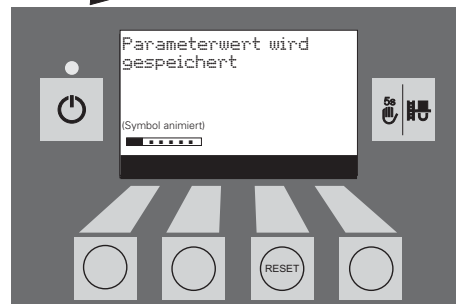 Parameterwert wird
gespeichert
(Symbol animiert)
5s
RESET